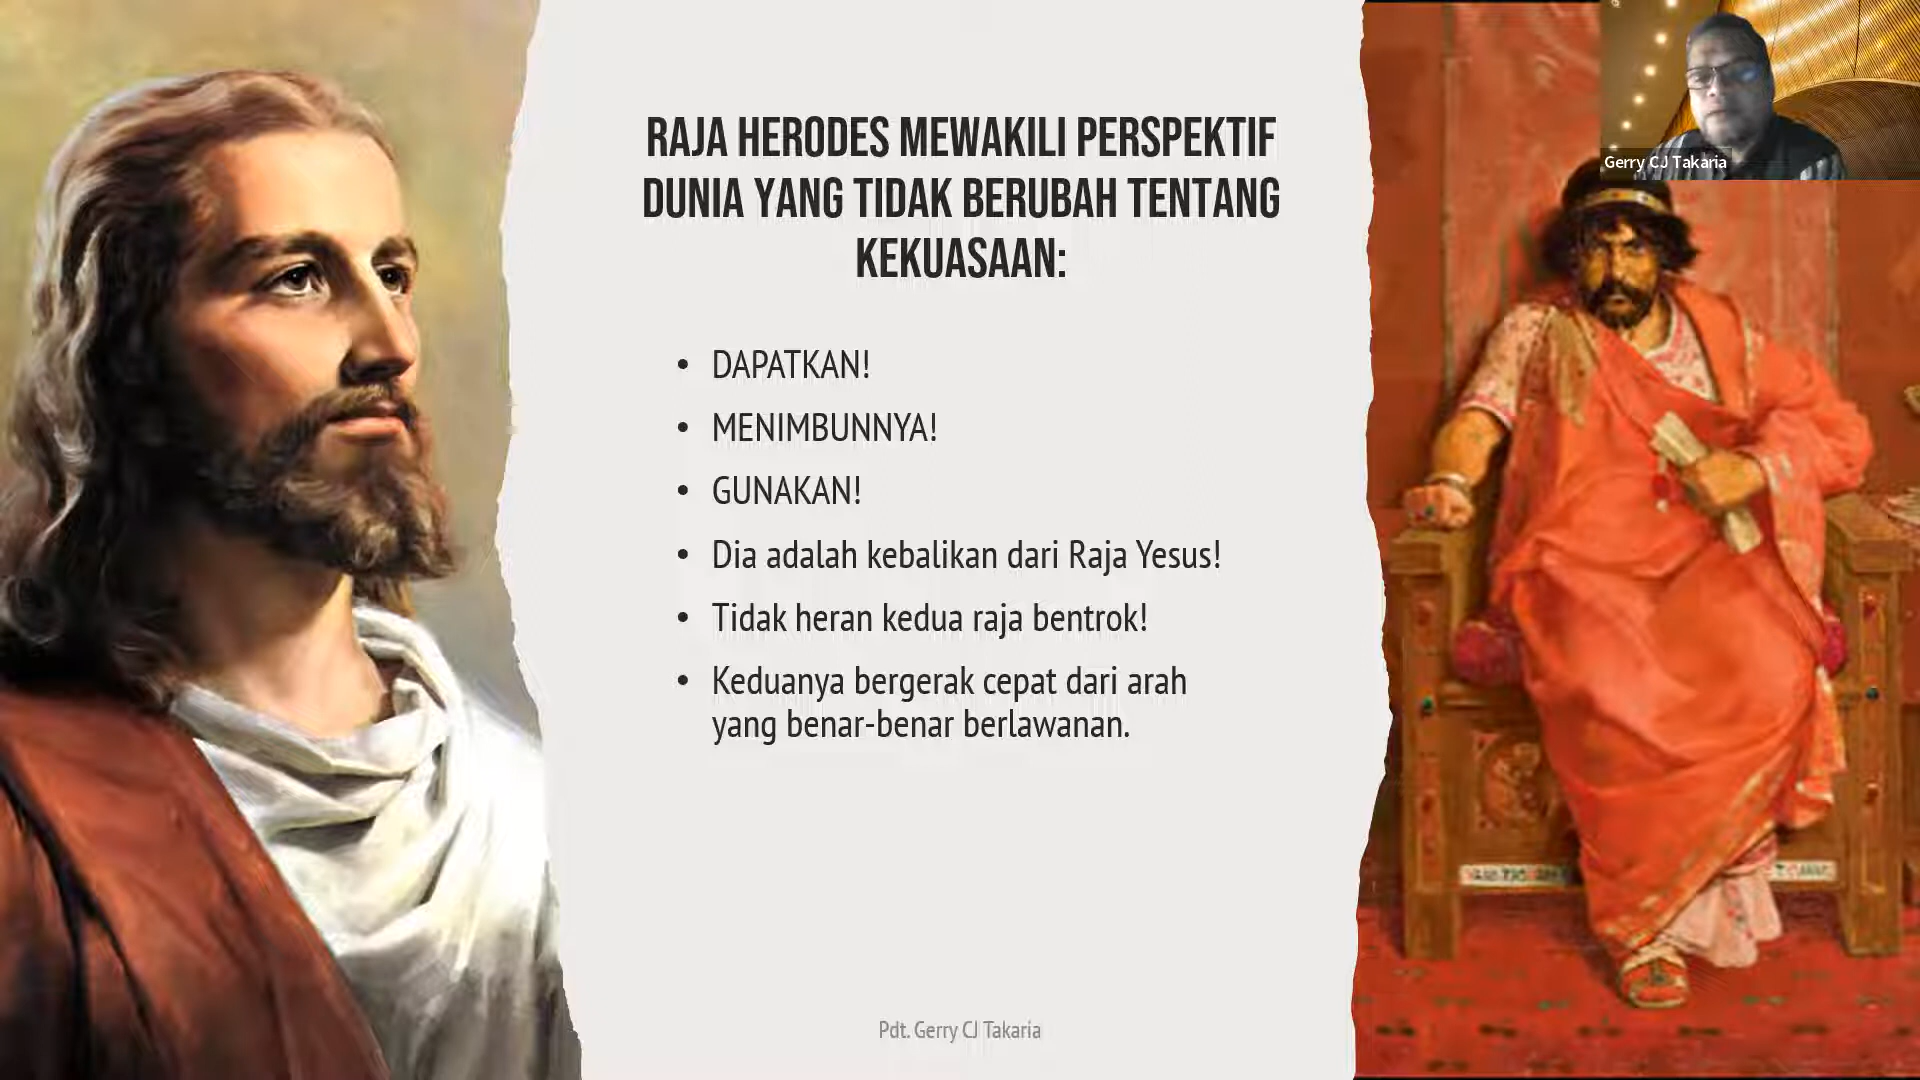 RAJA HERODES MEWAKILI PERSPEKTIF
DUNIA YANG TIDAK BERUBAH TENTANG
KEKUASAAN:
• DAPATKAN!
• MENIMBUNNYA!
• GUNAKAN!
• Dia adalah kebalikan dari Raja Yesus!
• Tidak heran kedua raja bentrok!
• Keduanya bergerak cepat dari arah
yang benar-benar berlawanan.
Pdt. Gerry CJ Takaria
Gerry CJ Takaria